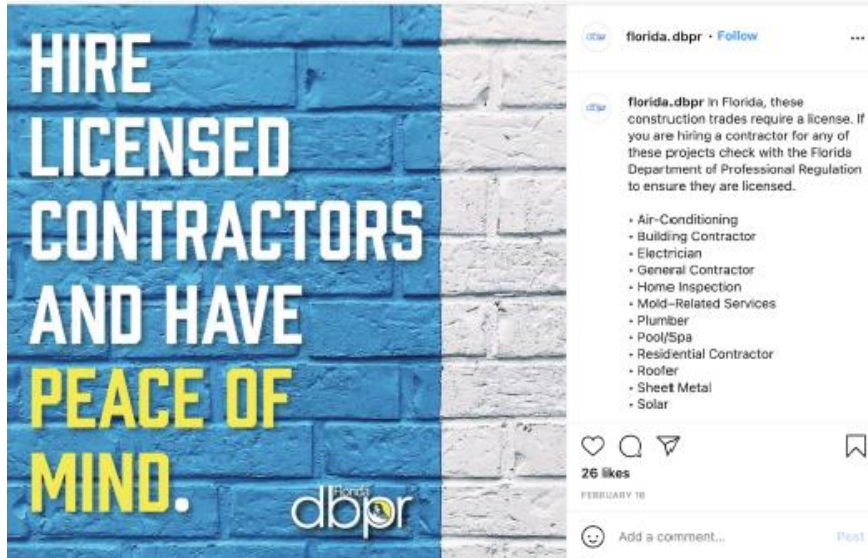 HIRE
LICENSED
CONTRACTORS
AND HAVE
PEACE OF
MIND.
Florida
dbpr
dbpr
florida.dbpr • Follow
dbpr
florida.dbpr In Florida, these
construction trades require a license. If
you are hiring a contractor for any of
these projects check with the Florida
Department of Professional Regulation
to ensure they are licensed.
• Air-Conditioning
• Building Contractor
• Electrician
• General Contractor
• Home Inspection
• Mold-Related Services
• Plumber
• Pool/Spa
• Residential Contractor
• Roofer
• Sheet Metal
• Solar
26 likes
FEBRUARY 16
Add a comment...
Post